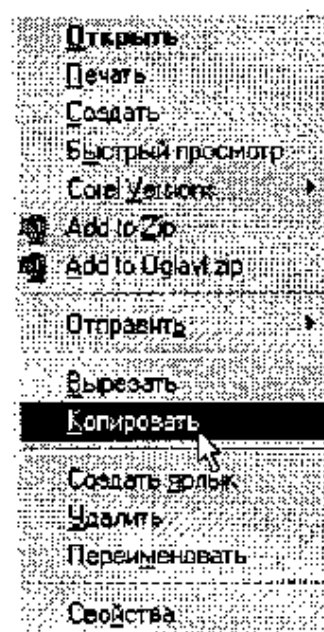 Открыть
Печать
Создать
Быстрый просмотр
Corel Versions
Add to Zip
Add to Oglavl.zip
Отправить
Вырезать
Копировать
Создать ярлык
Удалить
Переименовать
Свойства